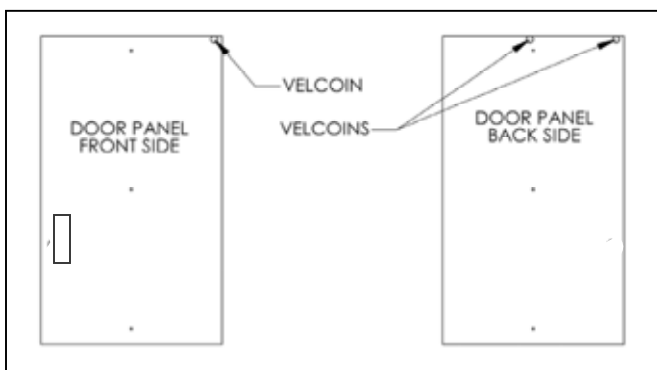 VELCOIN
DOOR PANEL
FRONT SIDE
VELCOINS
DOOR PANEL
BACK SIDE